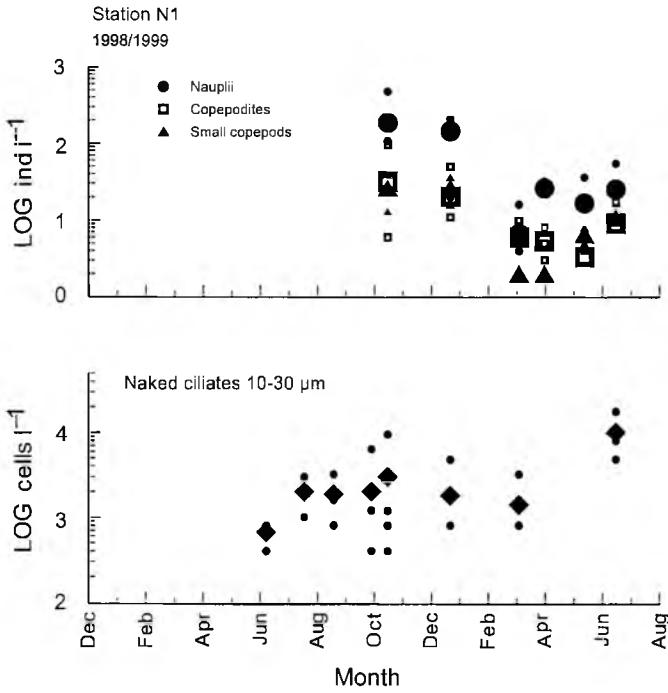 Station N1
1998/1999
3
2
1
0
LOG ind l⁻¹
Nauplii
Copepodites
Small copepods
Naked ciliates 10-30 µm
4
3
2
LOG cells l⁻¹
Dec Feb Apr Jun Aug Oct Dec Feb Apr Jun Aug
Month